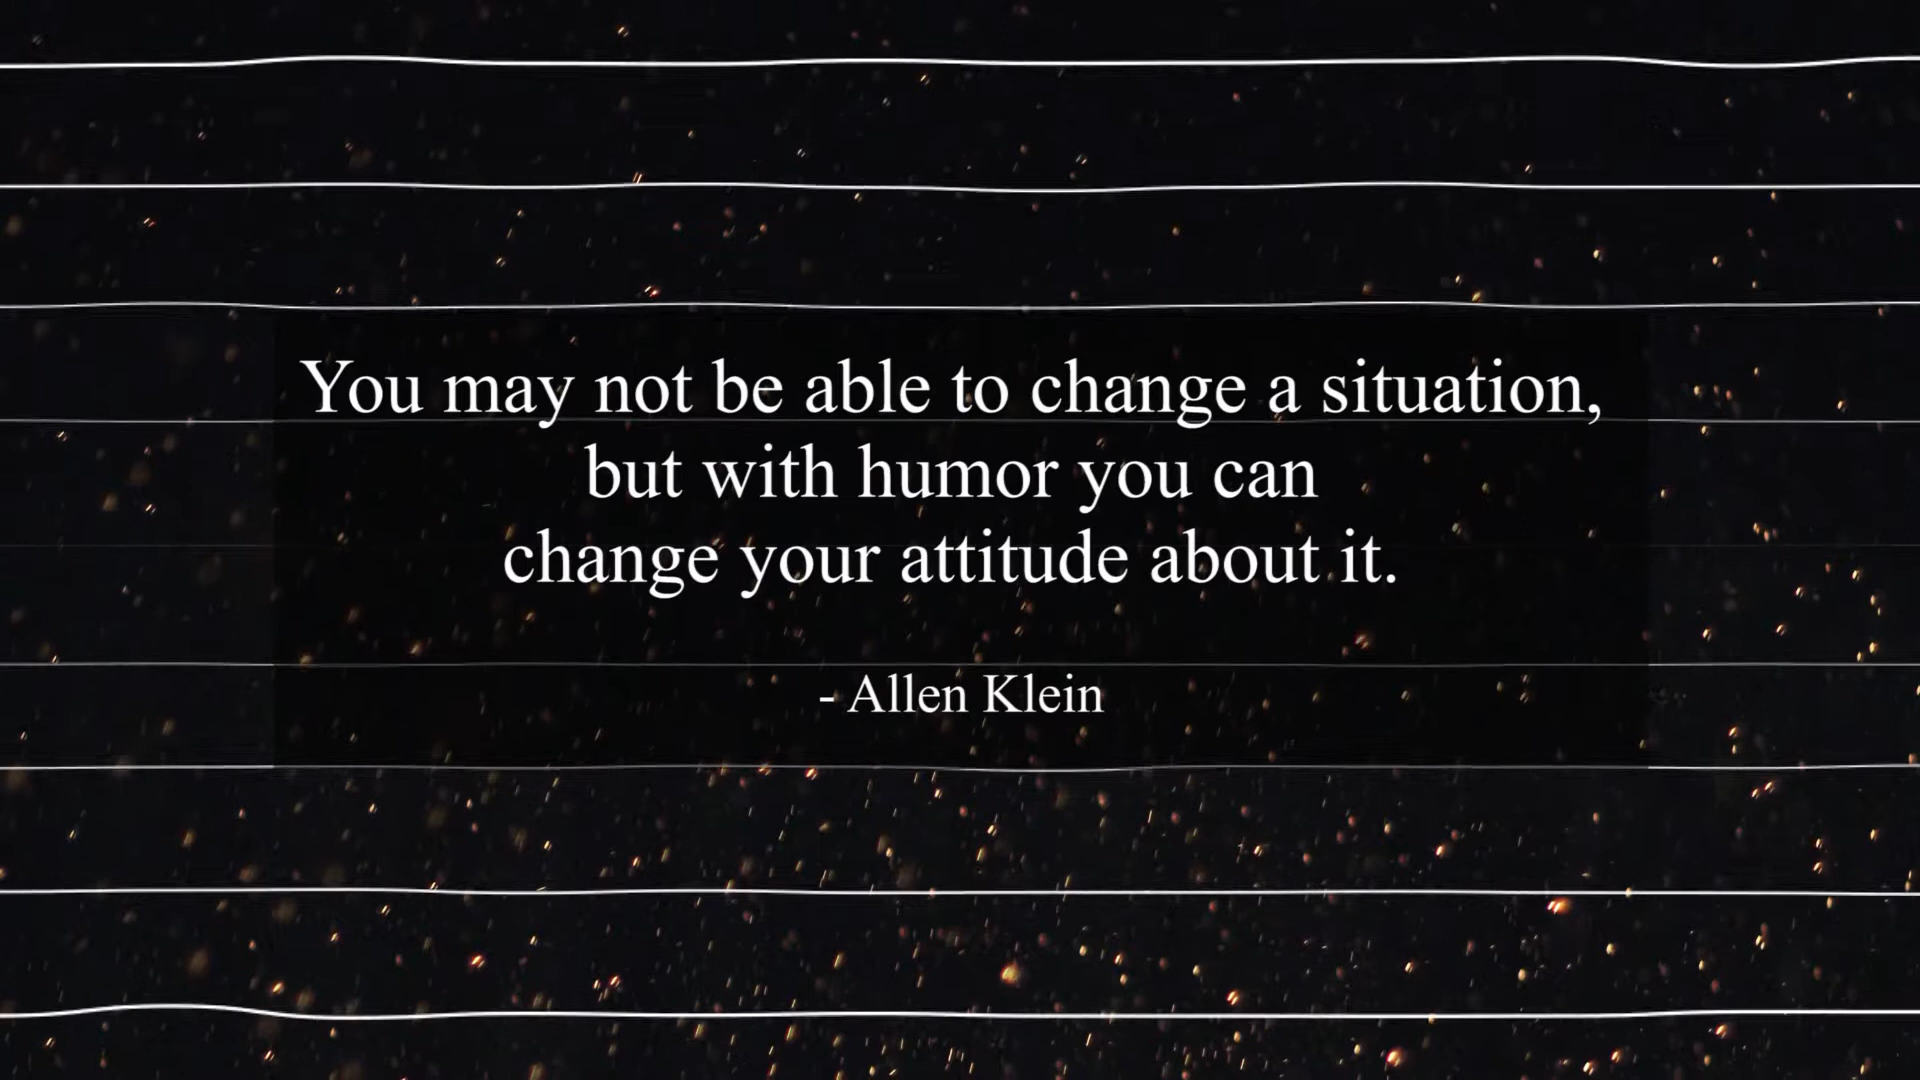 You may not be able to change a situation,
but with humor you can
change your attitude about it.
- Allen Klein